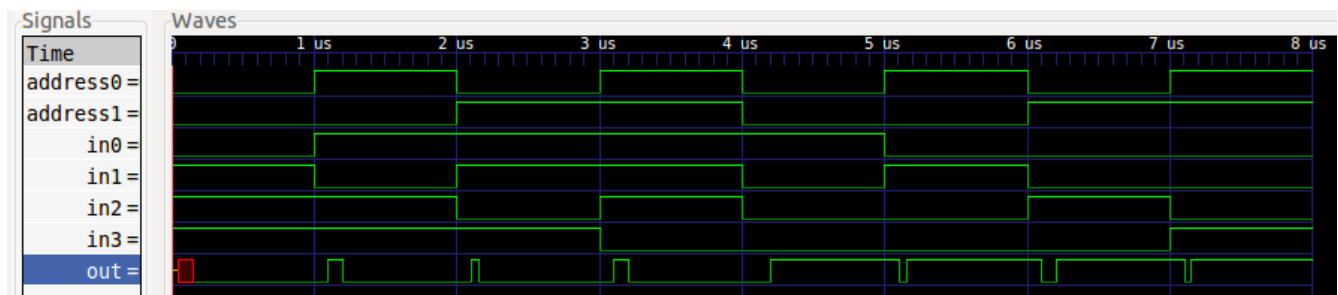 Signals
Waves
Time
0 1 us 2 us 3 us 4 us 5 us 6 us 7 us 8 us
address0 =
address1 =
in0 =
in1 =
in2 =
in3 =
out =